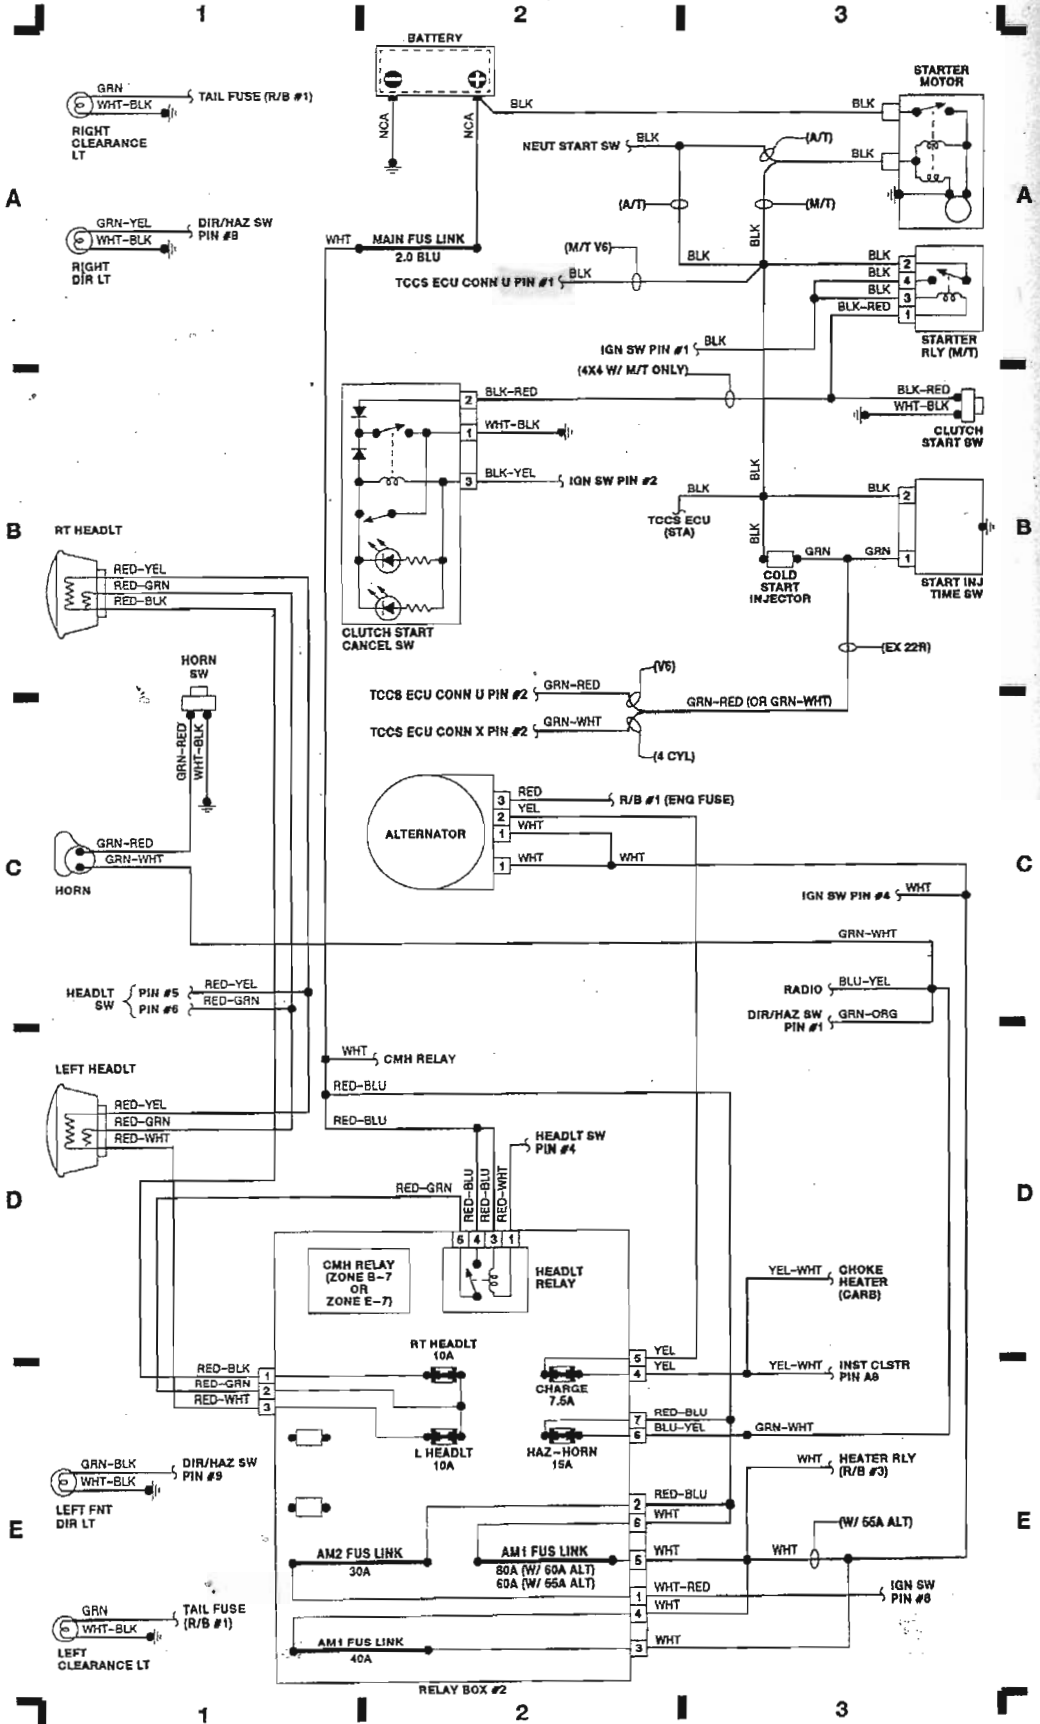 1 2 3
BATTERY
NCA
NCA
BLK
BLK
STARTER
MOTOR
GRN
WHT-BLK
TAIL FUSE (R/B #1)
RIGHT
CLEARANCE
LT
NEUT START SW
BLK
(A/T)
BLK
A
A
(A/T)
(M/T)
GRN-YEL
WHT-BLK
DIR/HAZ SW
PIN #8
RIGHT
DIR LT
WHT
MAIN FUS LINK
2.0 BLU
(M/T V6)
BLK
TCCS ECU CONN U PIN #1
BLK
BLK
BLK
2
BLK
4
BLK
3
BLK-RED
1
STARTER
RLY (M/T)
IGN SW PIN #1
BLK
(4X4 W/ M/T ONLY)
2
BLK-RED
BLK-RED
WHT-BLK
CLUTCH
START SW
1
WHT-BLK
3
BLK-YEL
IGN SW PIN #2
CLUTCH START
CANCEL SW
BLK
BLK
BLK
2
TCCS ECU
(STA)
BLK
GRN
GRN
1
COLD
START
INJECTOR
START INJ
TIME SW
B
B
RT HEADLT
RED-YEL
RED-GRN
RED-BLK
(EX 22R)
HORN
SW
GRN-RED
WHT-BLK
TCCS ECU CONN U PIN #2
GRN-RED
(V6)
GRN-RED (OR GRN-WHT)
TCCS ECU CONN X PIN #2
GRN-WHT
(4 CYL)
ALTERNATOR
3
RED
R/B #1 (ENG FUSE)
2
YEL
1
WHT
1
WHT
WHT
C
C
GRN-RED
GRN-WHT
HORN
IGN SW PIN #4
WHT
GRN-WHT
RADIO
BLU-YEL
DIR/HAZ SW
PIN #1
GRN-ORG
HEADLT
SW
PIN #5
RED-YEL
PIN #6
RED-GRN
WHT
CMH RELAY
RED-BLU
RED-BLU
LEFT HEADLT
RED-YEL
RED-GRN
RED-WHT
HEADLT SW
PIN #4
D
D
RED-GRN
RED-BLU
RED-BLU
RED-WHT
5 4 3 1
CMH RELAY
(ZONE B-7
OR
ZONE E-7)
HEADLT
RELAY
YEL-WHT
CHOKE
HEATER
(CARB)
RT HEADLT
10A
5
YEL
4
YEL
YEL-WHT
INST CLSTR
PIN A9
RED-BLK
1
RED-GRN
2
RED-WHT
3
CHARGE
7.5A
7
RED-BLU
6
BLU-YEL
GRN-WHT
L HEADLT
10A
HAZ-HORN
15A
WHT
HEATER RLY
(R/B #3)
GRN-BLK
WHT-BLK
DIR/HAZ SW
PIN #9
LEFT FNT
DIR LT
2
RED-BLU
6
WHT
(W/ 55A ALT)
E
E
AM2 FUS LINK
30A
AM1 FUS LINK
80A (W/ 60A ALT)
60A (W/ 55A ALT)
5
WHT
WHT
1
WHT-RED
IGN SW
PIN #6
4
WHT
GRN
WHT-BLK
TAIL FUSE
(R/B #1)
LEFT
CLEARANCE LT
AM1 FUS LINK
40A
3
WHT
RELAY BOX #2
1 2 3